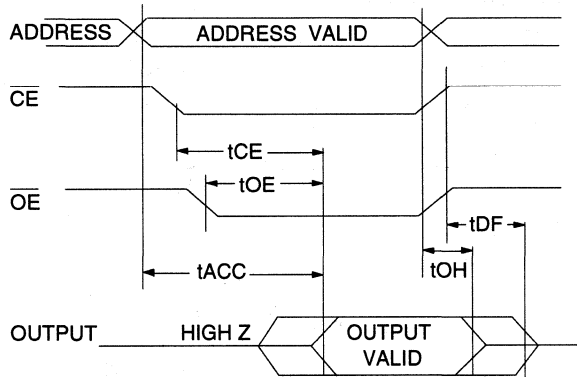 ADDRESS ADDRESS VALID
CE
tCE
tOE
OE
tDF
tACC tOH
OUTPUT HIGH Z OUTPUT
VALID